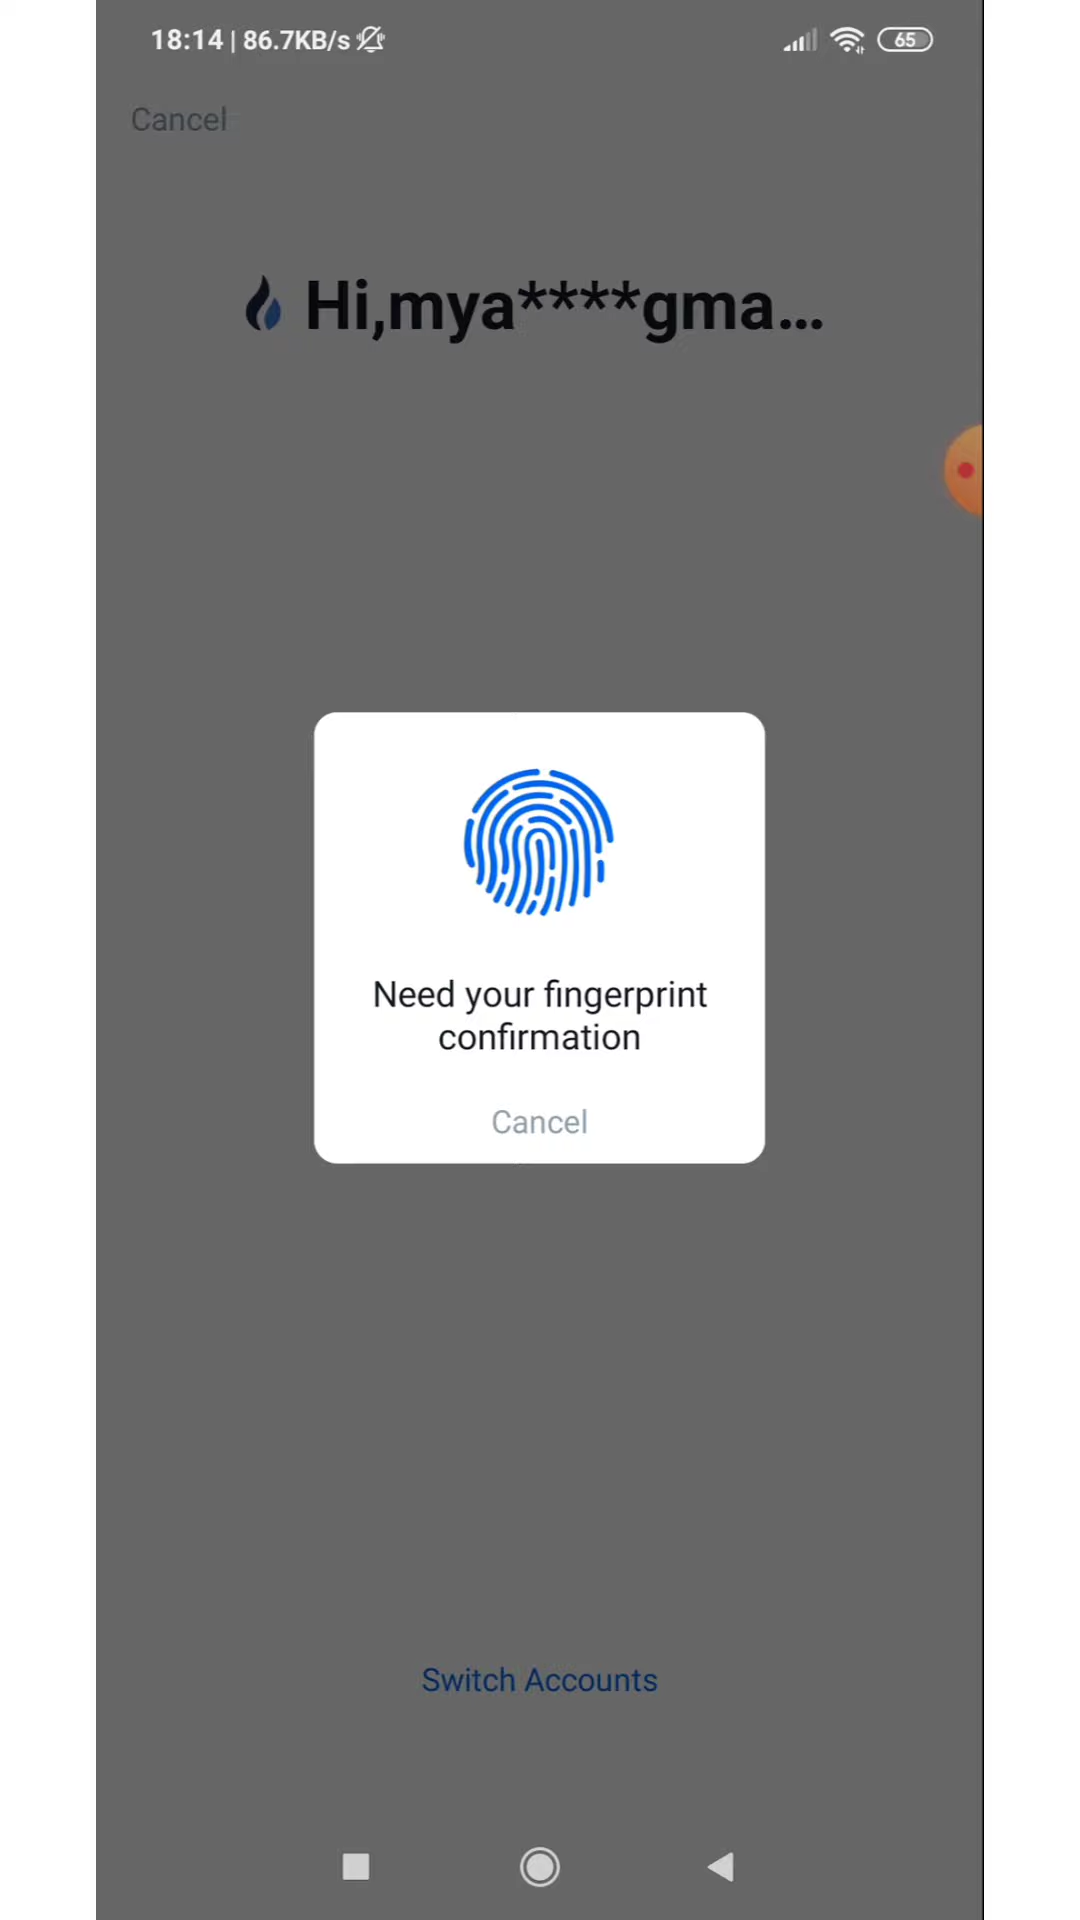 18:14 | 86.7KB/s
65
Cancel
Hi,mya****gma...
Need your fingerprint
confirmation
Cancel
Switch Accounts